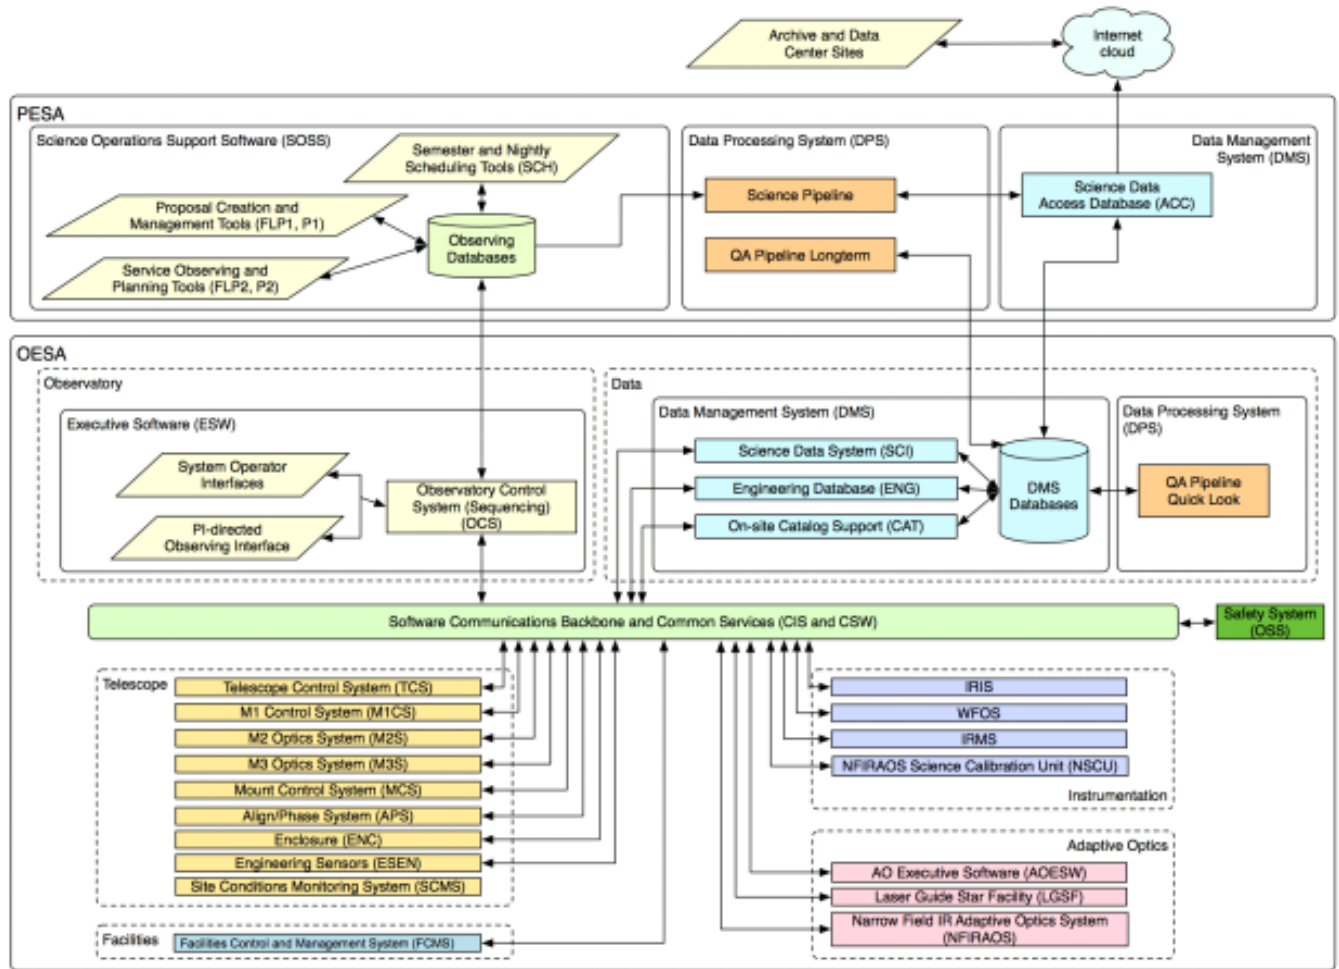 Archive and Data
Center Sites
Internet
cloud
PESA
Science Operations Support Software (SOSS)
Semester and Nightly
Scheduling Tools (SCH)
Proposal Creation and
Management Tools (FLP1, P1)
Service Observing and
Planning Tools (FLP2, P2)
Observing
Databases
Data Processing System (DPS)
Science Pipeline
QA Pipeline Longterm
Data Management
System (DMS)
Science Data
Access Database (ACC)
OESA
Observatory
Executive Software (ESW)
System Operator
Interfaces
PI-directed
Observing Interface
Observatory Control
System (Sequencing)
(OCS)
Data
Data Management System (DMS)
Science Data System (SCI)
Engineering Database (ENG)
On-site Catalog Support (CAT)
DMS
Databases
Data Processing System
(DPS)
QA Pipeline
Quick Look
Software Communications Backbone and Common Services (CIS and CSW)
Safety System
(OSS)
Telescope
Telescope Control System (TCS)
M1 Control System (M1CS)
M2 Optics System (M2S)
M3 Optics System (M3S)
Mount Control System (MCS)
Align/Phase System (APS)
Enclosure (ENC)
Engineering Sensors (ESEN)
Site Conditions Monitoring System (SCMS)
Facilities
Facilities Control and Management System (FCMS)
IRIS
WFOS
IRMS
NFIRAOS Science Calibration Unit (NSCU)
Instrumentation
Adaptive Optics
AO Executive Software (AOESW)
Laser Guide Star Facility (LGSF)
Narrow Field IR Adaptive Optics System
(NFIRAOS)